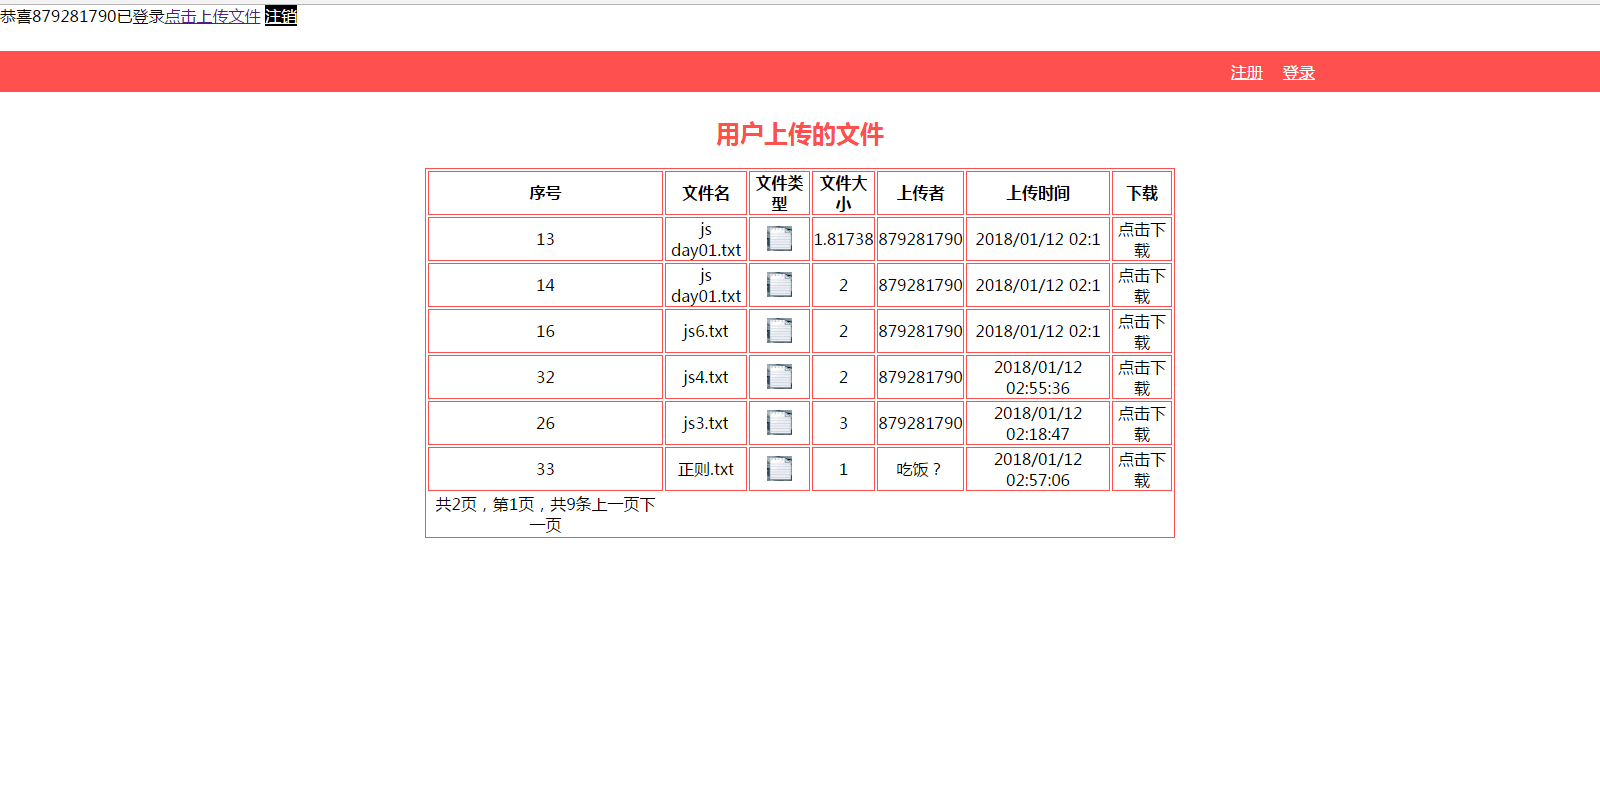 恭喜879281790已登录点击上传文件 注销
注册 登录
用户上传的文件
序号 文件名 文件类型 文件大小 上传者 上传时间 下载
13 js day01.txt 1.81738 879281790 2018/01/12 02:1 点击下载
14 js day01.txt 2 879281790 2018/01/12 02:1 点击下载
16 js6.txt 2 879281790 2018/01/12 02:1 点击下载
32 js4.txt 2 879281790 2018/01/12 02:55:36 点击下载
26 js3.txt 3 879281790 2018/01/12 02:18:47 点击下载
33 正则.txt 1 吃饭？ 2018/01/12 02:57:06 点击下载
共2页，第1页，共9条上一页下
一页